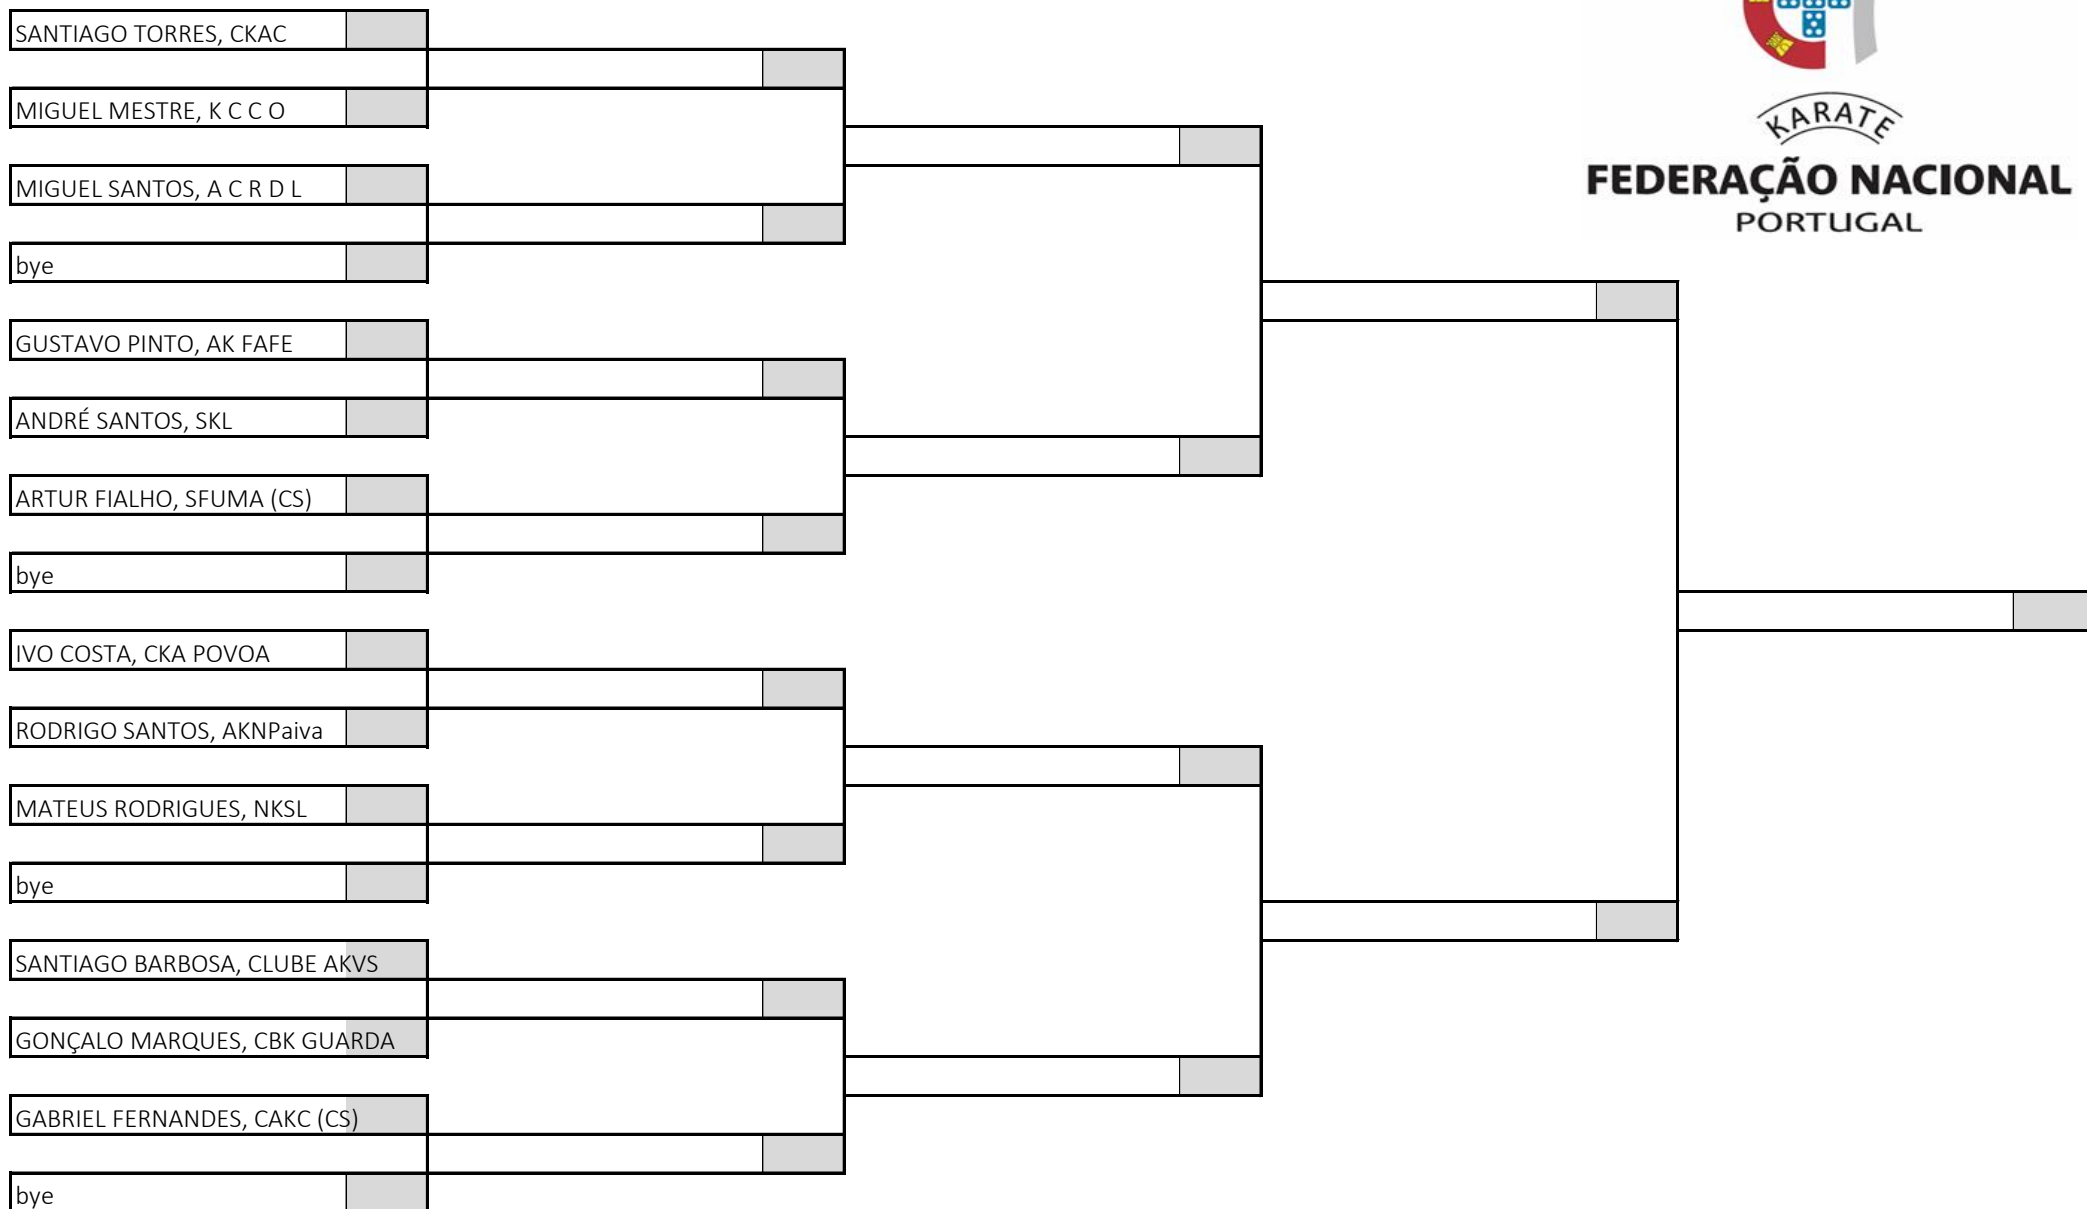 SANTIAGO TORRES, CKAC
MIGUEL MESTRE, K C C O
MIGUEL SANTOS, A C R D L
bye
GUSTAVO PINTO, AK FAFE
ANDRÉ SANTOS, SKL
ARTUR FIALHO, SFUMA (CS)
bye
IVO COSTA, CKA POVOA
RODRIGO SANTOS, AKNPaiva
MATEUS RODRIGUES, NKSL
bye
SANTIAGO BARBOSA, CLUBE AKVS
GONÇALO MARQUES, CBK GUARDA
GABRIEL FERNANDES, CAKC (CS)
bye
KARATE
FEDERAÇÃO NACIONAL
PORTUGAL